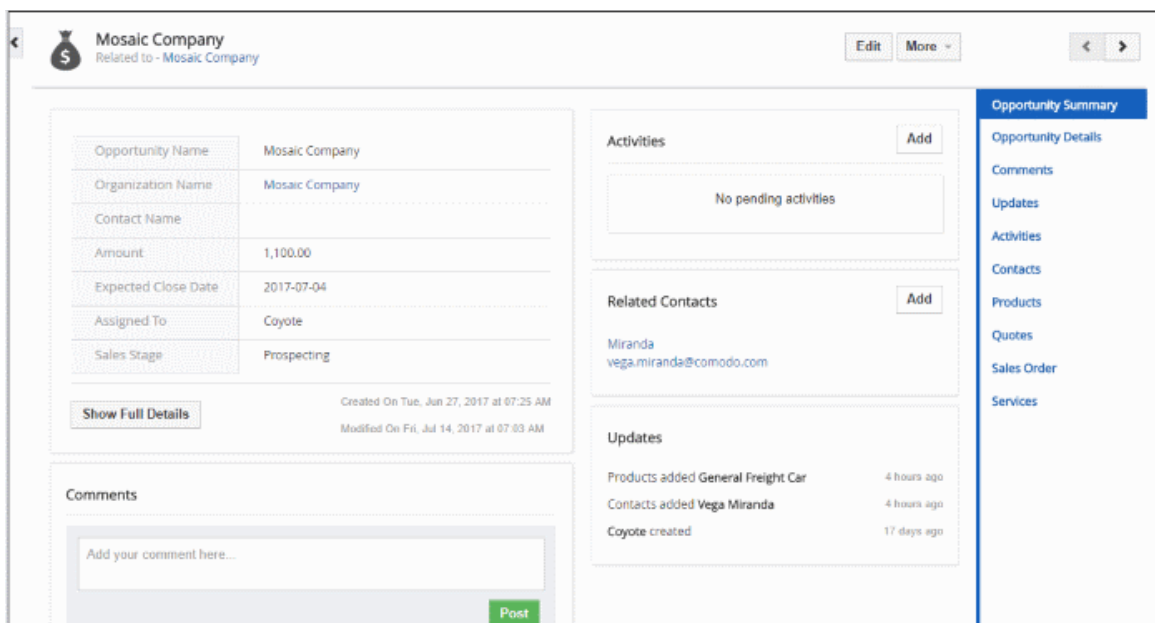 Mosaic Company
Related to - Mosaic Company
Edit
More
Opportunity Name Mosaic Company
Organization Name Mosaic Company
Contact Name
Amount 1,100.00
Expected Close Date 2017-07-04
Assigned To Coyote
Sales Stage Prospecting
Show Full Details
Created On Tue, Jun 27, 2017 at 07:25 AM
Modified On Fri, Jul 14, 2017 at 07:03 AM
Comments
Add your comment here...
Post
Activities
Add
No pending activities
Related Contacts
Add
Miranda
vega.miranda@comodo.com
Updates
Products added General Freight Car 4 hours ago
Contacts added Vega Miranda 4 hours ago
Coyote created 17 days ago
Opportunity Summary
Opportunity Details
Comments
Updates
Activities
Contacts
Products
Quotes
Sales Order
Services